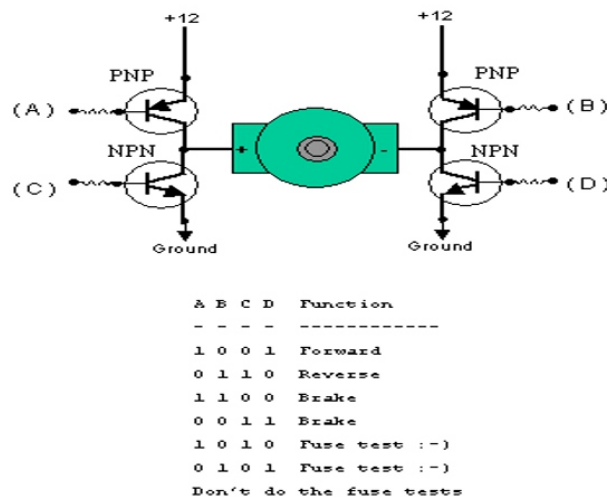 +12 +12
PNP PNP
(A) (B)
+ -
NPN NPN
(C) (D)
Ground Ground
A B C D Function
- - - - ------------
1 0 0 1 Forward
0 1 1 0 Reverse
1 1 0 0 Brake
0 0 1 1 Brake
1 0 1 0 Fuse test :-)
0 1 0 1 Fuse test :-)
Don't do the fuse tests